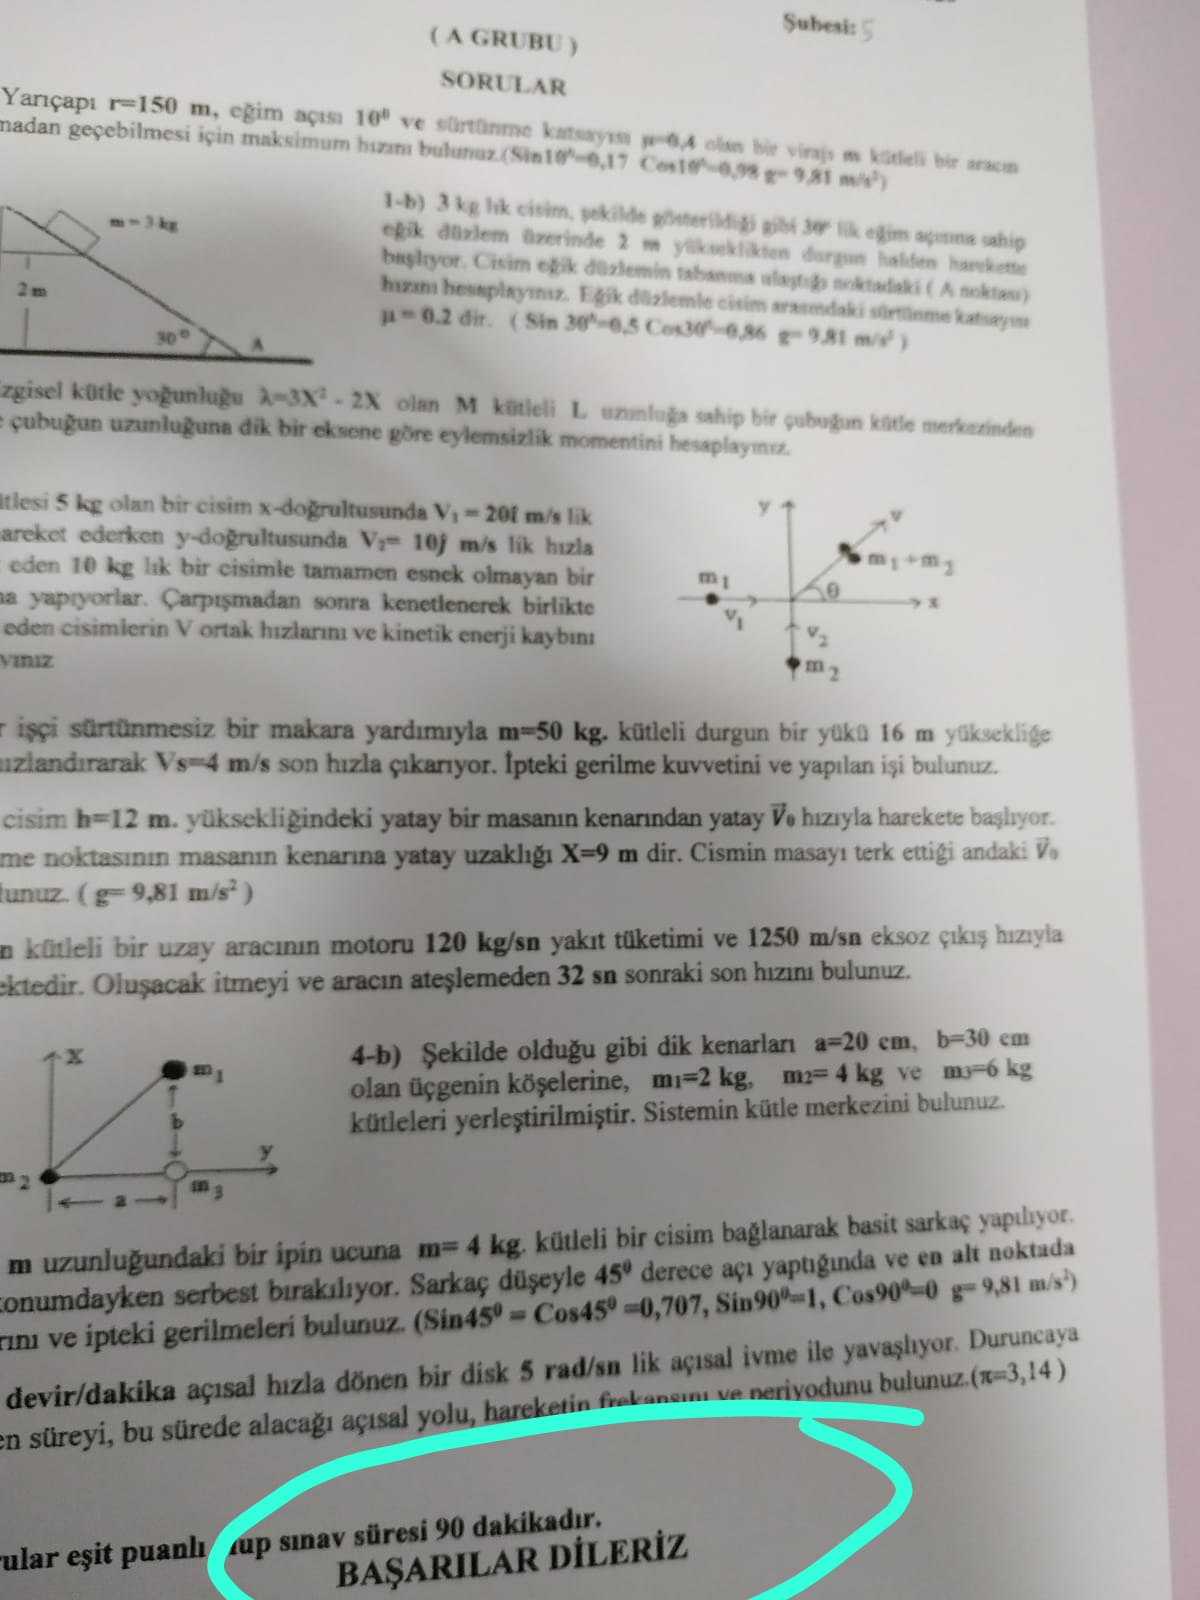 Şubesi: 5
( A GRUBU )
SORULAR
Yarıçapı r=150 m, eğim açısı 10⁰ ve sürtünme katsayısı μ=0,4 olan bir virajı m kütleli bir aracın
madan geçebilmesi için maksimum hızını bulunuz.(Sin10⁰=0,17 Cos10⁰=0,98 g= 9,81 m/s²)
m = 3 kg
2 m
30⁰
A
1-b) 3 kg lık cisim, şekilde gösterildiği gibi 30⁰ lik eğim açısına sahip
eğik düzlem üzerinde 2 m yükseklikten durgun halden harekette
başlıyor. Cisim eğik düzlemin tabanına ulaştığı noktadaki ( A noktası)
hızını hesaplayınız. Eğik düzlemle cisim arasındaki sürtünme katsayısı
μ = 0.2 dir. ( Sin 30⁰=0,5 Cos30⁰=0,86 g= 9,81 m/s² )
izgisel kütle yoğunluğu λ=3X² - 2X olan M kütleli L uzunluğa sahip bir çubuğun kütle merkezinden
e çubuğun uzunluğuna dik bir eksene göre eylemsizlik momentini hesaplayınız.
itlesi 5 kg olan bir cisim x-doğrultusunda V₁ = 20î m/s lik
areket ederken y-doğrultusunda V₂= 10ĵ m/s lik hızla
eden 10 kg lık bir cisimle tamamen esnek olmayan bir
na yapıyorlar. Çarpışmadan sonra kenetlenerek birlikte
eden cisimlerin V ortak hızlarını ve kinetik enerji kaybını
yınız
y
v
m₁ + m₂
m₁
θ
x
v₁
v₂
m₂
r işçi sürtünmesiz bir makara yardımıyla m=50 kg. kütleli durgun bir yükü 16 m yüksekliğe
ızlandırarak Vs=4 m/s son hızla çıkarıyor. İpteki gerilme kuvvetini ve yapılan işi bulunuz.
cisim h=12 m. yüksekliğindeki yatay bir masanın kenarından yatay V⃗₀ hızıyla harekete başlıyor.
me noktasının masanın kenarına yatay uzaklığı X=9 m dir. Cismin masayı terk ettiği andaki V⃗₀
lunuz. ( g= 9,81 m/s² )
n kütleli bir uzay aracının motoru 120 kg/sn yakıt tüketimi ve 1250 m/sn eksoz çıkış hızıyla
ektedir. Oluşacak itmeyi ve aracın ateşlemeden 32 sn sonraki son hızını bulunuz.
X
m₁
b
y
m₂
a
m₃
4-b) Şekilde olduğu gibi dik kenarları a=20 cm, b=30 cm
olan üçgenin köşelerine, m₁=2 kg, m₂= 4 kg ve m₃=6 kg
kütleleri yerleştirilmiştir. Sistemin kütle merkezini bulunuz.
m uzunluğundaki bir ipin ucuna m= 4 kg. kütleli bir cisim bağlanarak basit sarkaç yapılıyor.
konumdayken serbest bırakılıyor. Sarkaç düşeyle 45⁰ derece açı yaptığında ve en alt noktada
rını ve ipteki gerilmeleri bulunuz. (Sin45⁰ = Cos45⁰ =0,707, Sin90⁰=1, Cos90⁰=0 g= 9,81 m/s²)
devir/dakika açısal hızla dönen bir disk 5 rad/sn lik açısal ivme ile yavaşlıyor. Duruncaya
en süreyi, bu sürede alacağı açısal yolu, hareketin frekansını ve periyodunu bulunuz.(π=3,14 )
rular eşit puanlı lup sınav süresi 90 dakikadır.
BAŞARILAR DİLERİZ